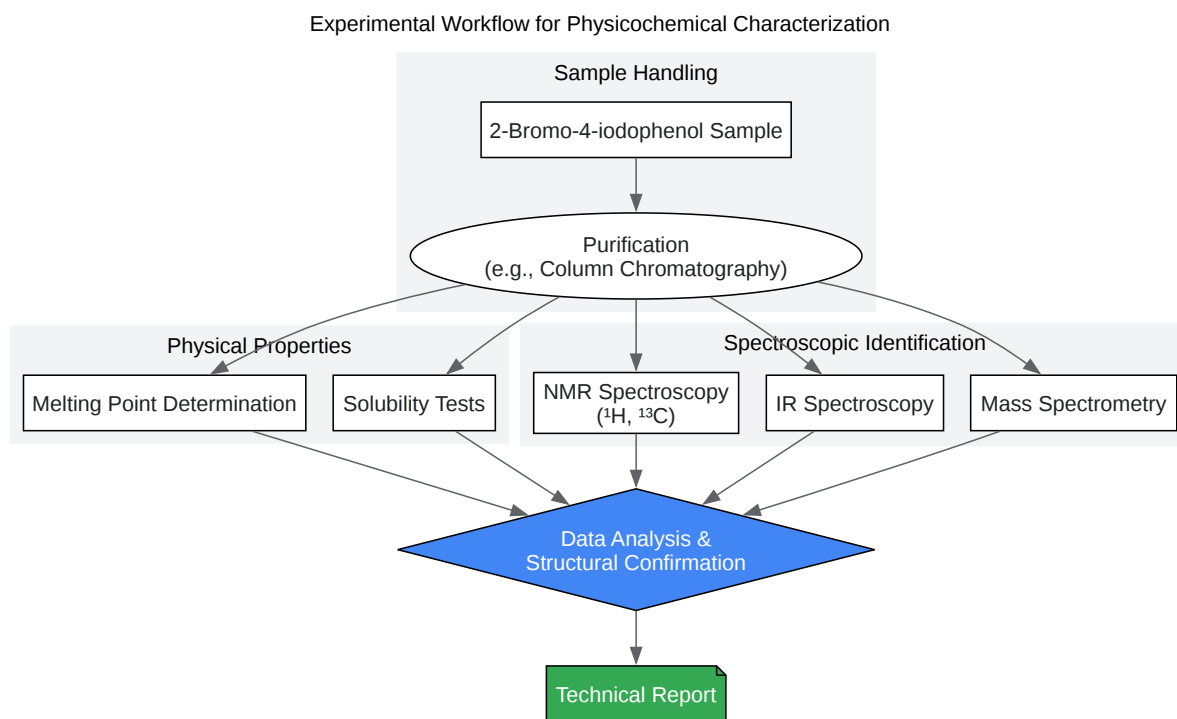 Experimental Workflow for Physicochemical Characterization
Sample Handling
2-Bromo-4-iodophenol Sample
Purification
(e.g., Column Chromatography)
Physical Properties
Spectroscopic Identification
Melting Point Determination
Solubility Tests
NMR Spectroscopy
(¹H, ¹³C)
IR Spectroscopy
Mass Spectrometry
Data Analysis &
Structural Confirmation
Technical Report